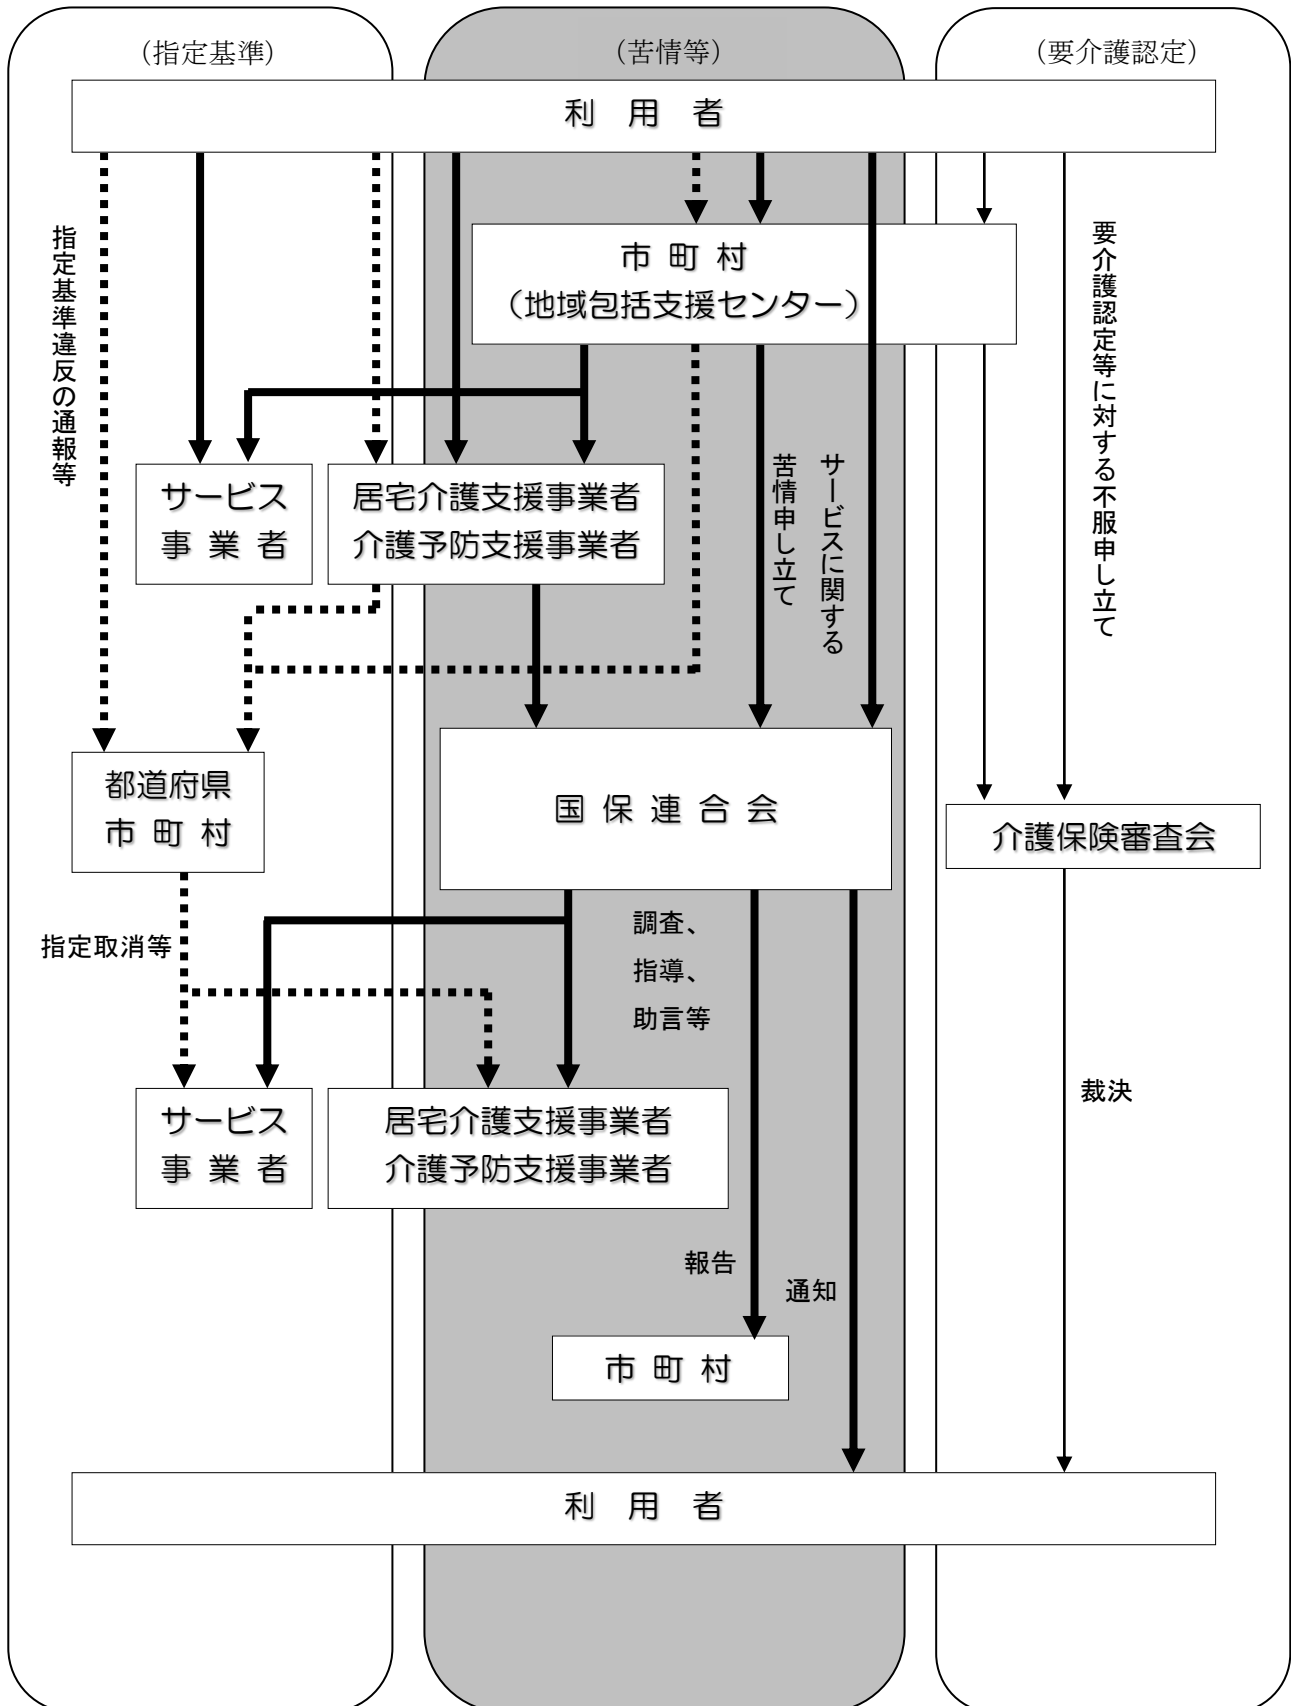 （指定基準）
（苦情等）
（要介護認定）
利　用　者
市 町 村
（地域包括支援センター）
指定基準違反の通報等
要介護認定等に対する不服申し立て
サービス
事 業 者
居宅介護支援事業者
介護予防支援事業者
サービスに関する
苦情申し立て
都道府県
市 町 村
国 保 連 合 会
介護保険審査会
指定取消等
調査、
指導、
助言等
裁決
サービス
事 業 者
居宅介護支援事業者
介護予防支援事業者
報告
通知
市 町 村
利　用　者